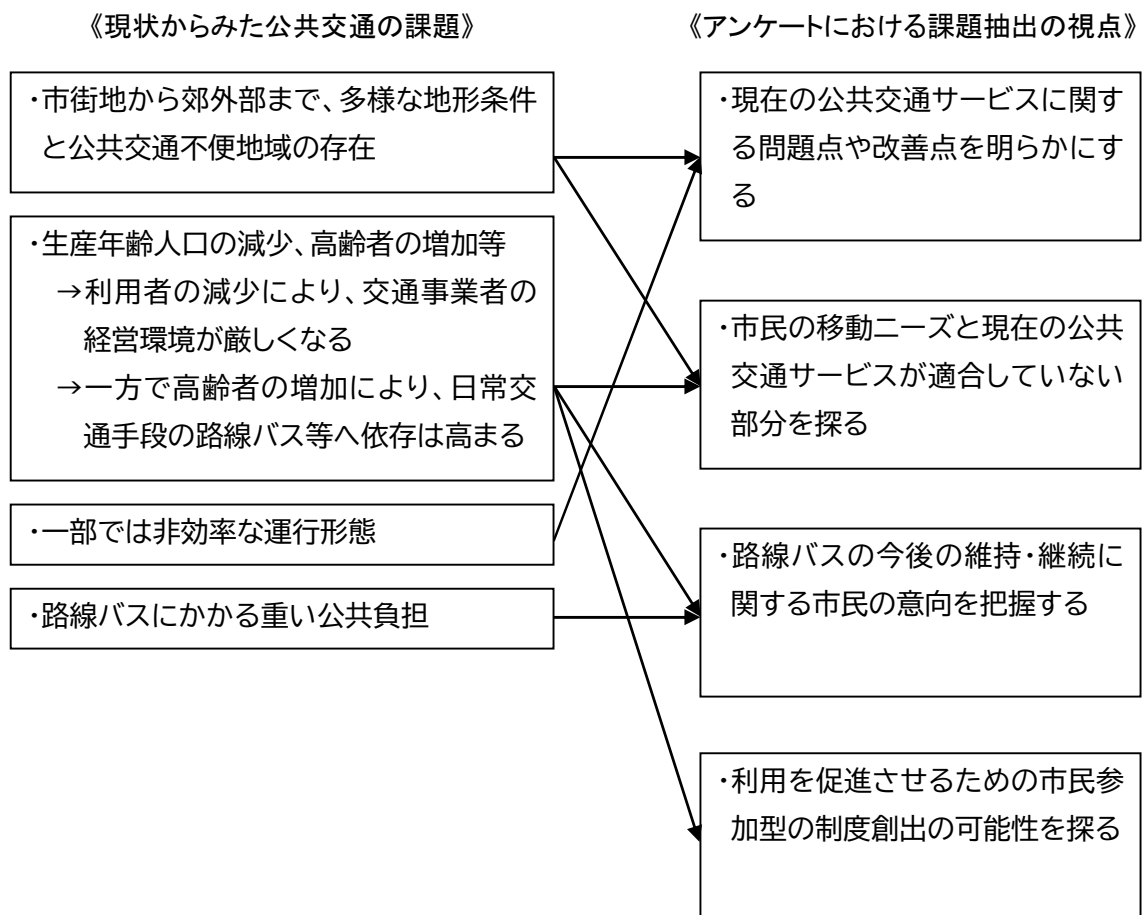 《現状からみた公共交通の課題》
・市街地から郊外部まで、多様な地形条件
と公共交通不便地域の存在
・生産年齢人口の減少、高齢者の増加等
→利用者の減少により、交通事業者の
経営環境が厳しくなる
→一方で高齢者の増加により、日常交
通手段の路線バス等へ依存は高まる
・一部では非効率な運行形態
・路線バスにかかる重い公共負担
《アンケートにおける課題抽出の視点》
・現在の公共交通サービスに関す
る問題点や改善点を明らかにす
る
・市民の移動ニーズと現在の公共
交通サービスが適合していない
部分を探る
・路線バスの今後の維持・継続に
関する市民の意向を把握する
・利用を促進させるための市民参
加型の制度創出の可能性を探る